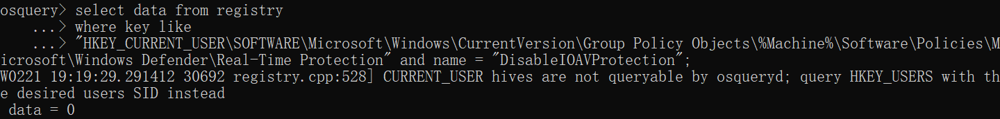 osquery> select data from registry
    ...> where key like
    ...> "HKEY_CURRENT_USER\SOFTWARE\Microsoft\Windows\CurrentVersion\Group Policy Objects\%Machine%\Software\Policies\M
icrosoft\Windows Defender\Real-Time Protection" and name = "DisableIOAVProtection";
W0221 19:19:29.291412 30692 registry.cpp:528] CURRENT_USER hives are not queryable by osqueryd; query HKEY_USERS with th
e desired users SID instead
 data = 0